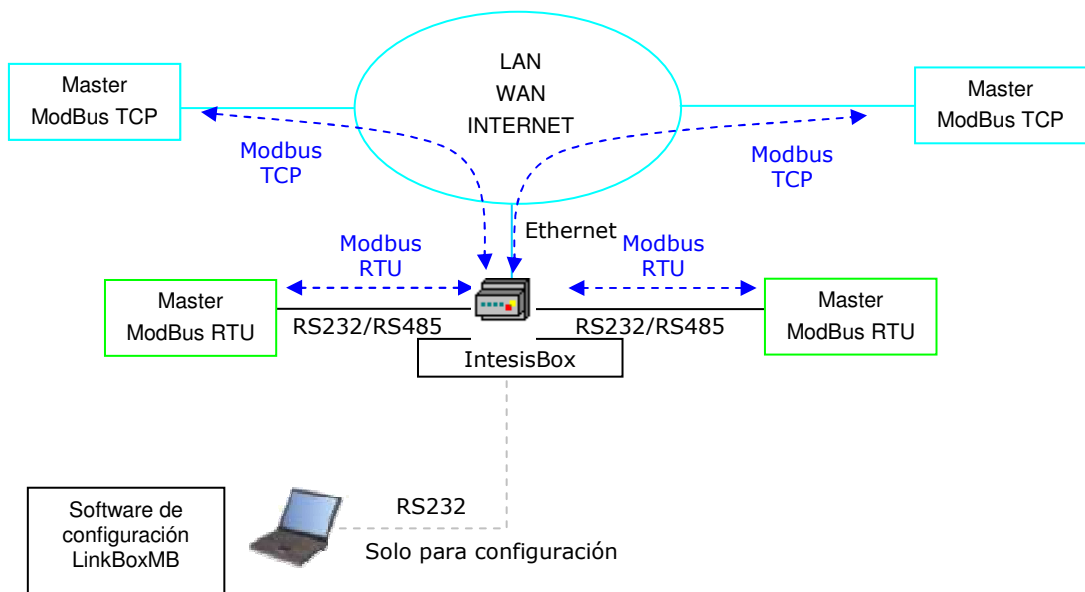 LAN
WAN
INTERNET
Master
ModBus TCP
Master
ModBus TCP
Modbus
TCP
Modbus
TCP
Ethernet
Modbus
RTU
Modbus
RTU
Master
ModBus RTU
RS232/RS485
RS232/RS485
Master
ModBus RTU
IntesisBox
Software de
configuración
LinkBoxMB
RS232
Solo para configuración